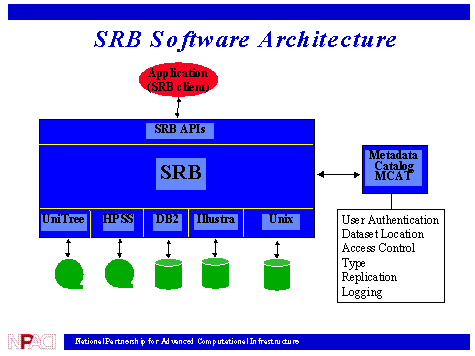 SRB Software Architecture
Application
(SRB client)
SRB APIs
SRB
Metadata
Catalog
MCAT
UniTree HPSS DB2 Illustra Unix
User Authentication
Dataset Location
Access Control
Type
Replication
Logging
NPACI
National Partnership for Advanced Computational Infrastructure